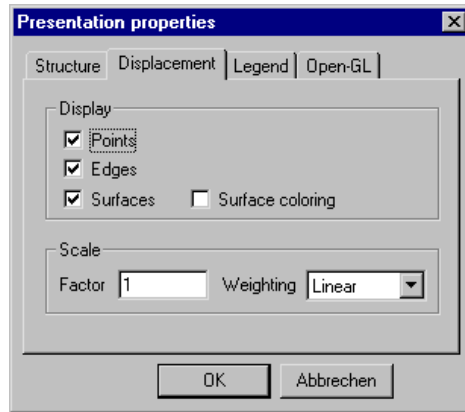 Presentation properties
Structure Displacement Legend Open-GL
Display
Points
Edges
Surfaces Surface coloring
Scale
Factor 1 Weighting Linear
OK Abbrechen